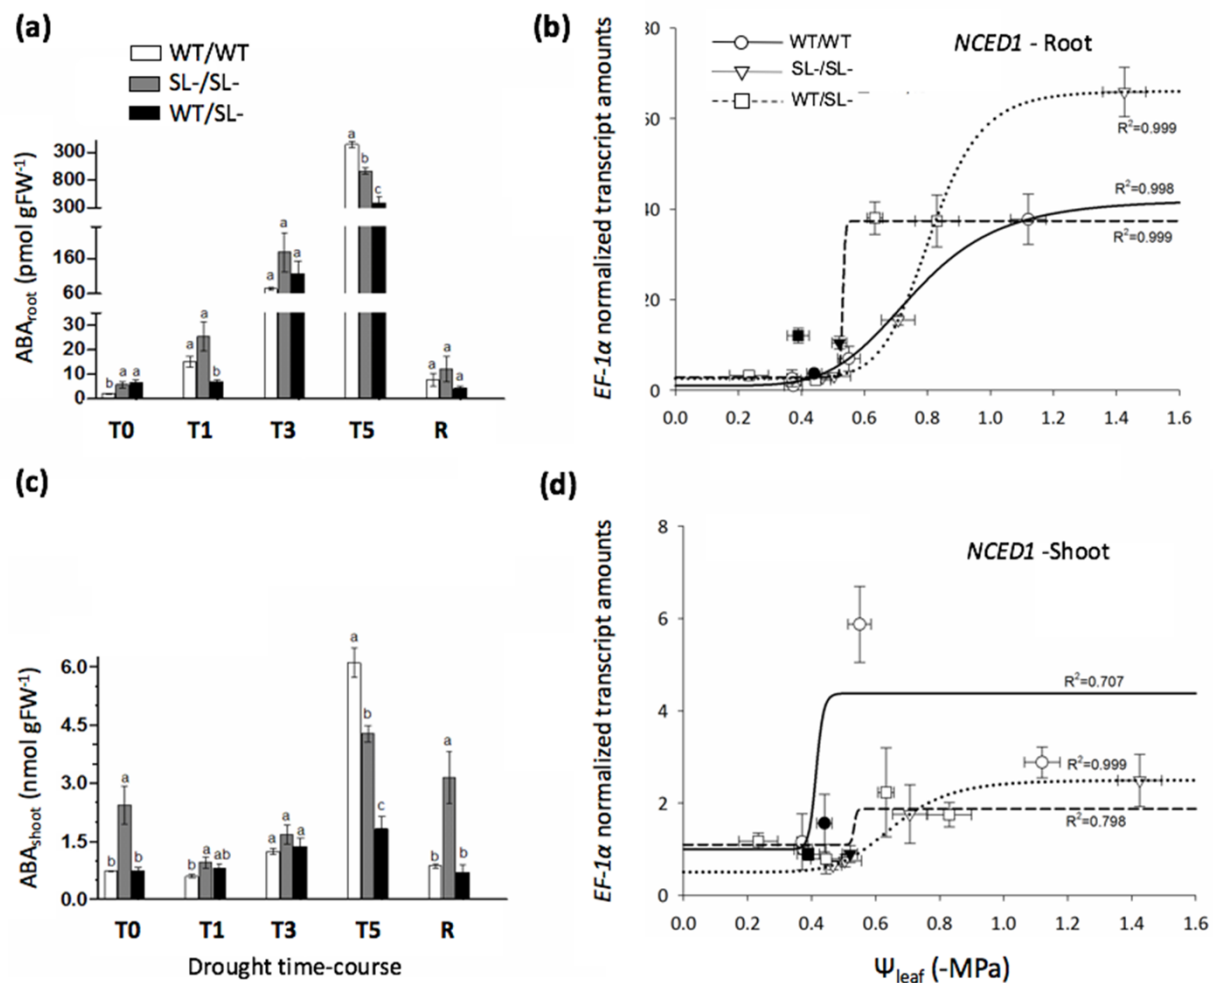 (a)
WT/WT
SL-/SL-
WT/SL-
ABAroot (pmol gFW-1)
300
800
300
160
60
30
20
10
0
a
b
c
a
a
a
a
a
b
b
a
a
a
a
a
T0 T1 T3 T5 R
(b)
WT/WT
SL-/SL-
WT/SL-
NCED1 - Root
EF-1α normalized transcript amounts
80
60
40
20
0
R2=0.999
R2=0.998
R2=0.999
0.0 0.2 0.4 0.6 0.8 1.0 1.2 1.4 1.6
(c)
ABAshoot (nmol gFW-1)
6.0
4.5
3.0
1.5
0.0
b
a
b
b
a
ab
a
a
a
a
b
c
b
a
b
T0 T1 T3 T5 R
Drought time-course
(d)
NCED1 -Shoot
EF-1α normalized transcript amounts
8
6
4
2
0
R2=0.707
R2=0.999
R2=0.798
0.0 0.2 0.4 0.6 0.8 1.0 1.2 1.4 1.6
Ψleaf (-MPa)